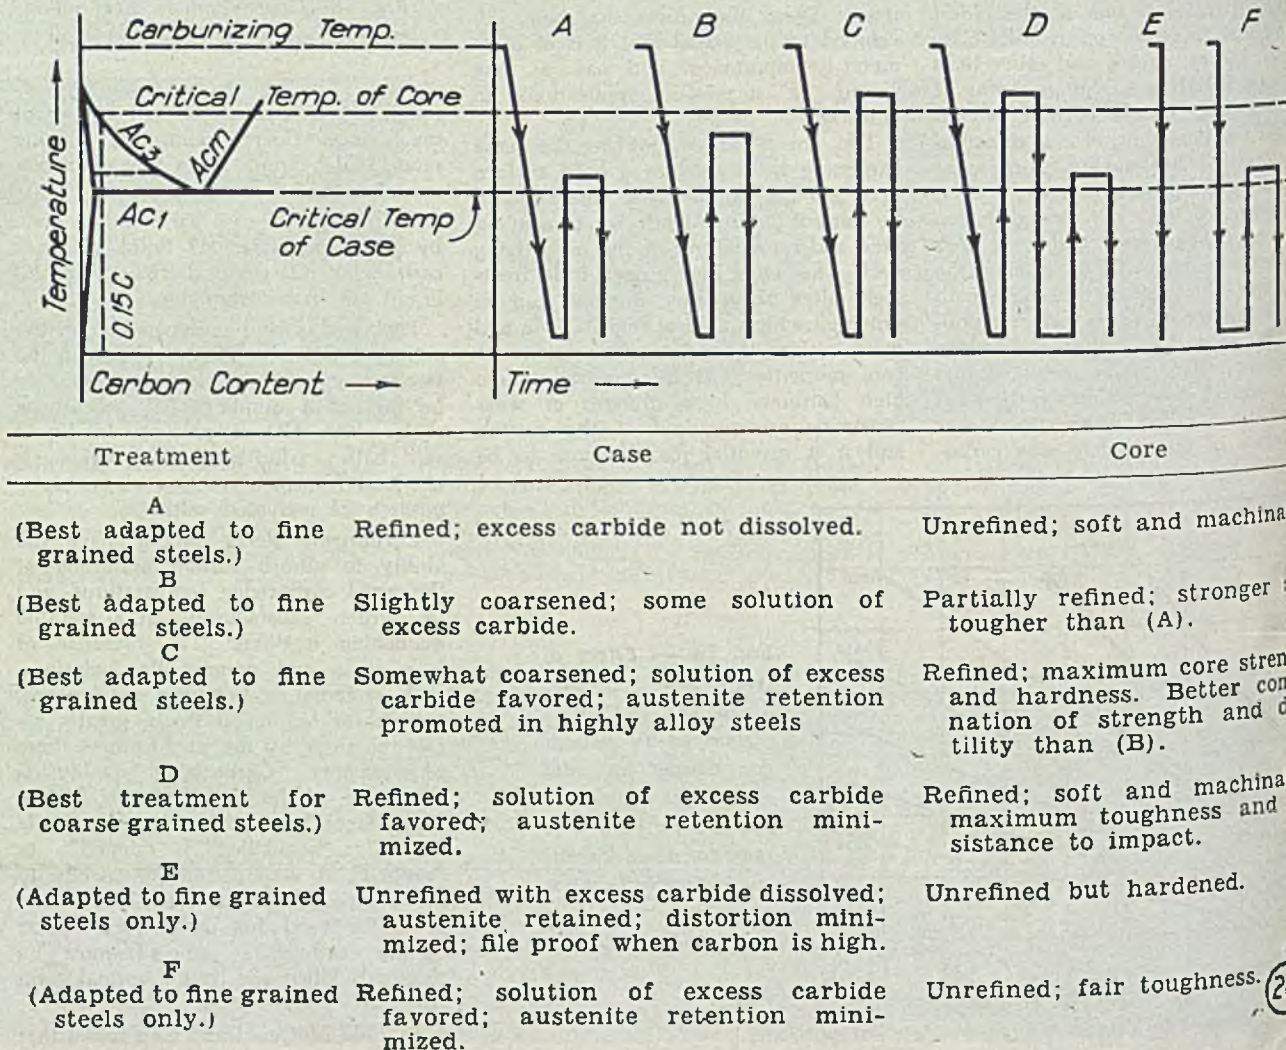 Carburizing Temp.
A B C D E F
Critical Temp. of Core
Ac3
Acm
Ac1
Critical Temp
of Case
0.15C
Temperature
Carbon Content
Time
Treatment Case Core
A
(Best adapted to fine Refined; excess carbide not dissolved. Unrefined; soft and machina
grained steels.)
B
(Best adapted to fine Slightly coarsened; some solution of Partially refined; stronger
grained steels.) excess carbide. tougher than (A).
C
(Best adapted to fine Somewhat coarsened; solution of excess Refined; maximum core stren
grained steels.) carbide favored; austenite retention and hardness. Better com
promoted in highly alloy steels nation of strength and d
tility than (B).
D
(Best treatment for Refined; solution of excess carbide Refined; soft and machina
coarse grained steels.) favored; austenite retention mini- maximum toughness and
mized. sistance to impact.
E
(Adapted to fine grained Unrefined with excess carbide dissolved; Unrefined but hardened.
steels only.) austenite retained; distortion mini-
mized; file proof when carbon is high.
F
(Adapted to fine grained Refined; solution of excess carbide Unrefined; fair toughness.
steels only.) favored; austenite retention mini-
mized.